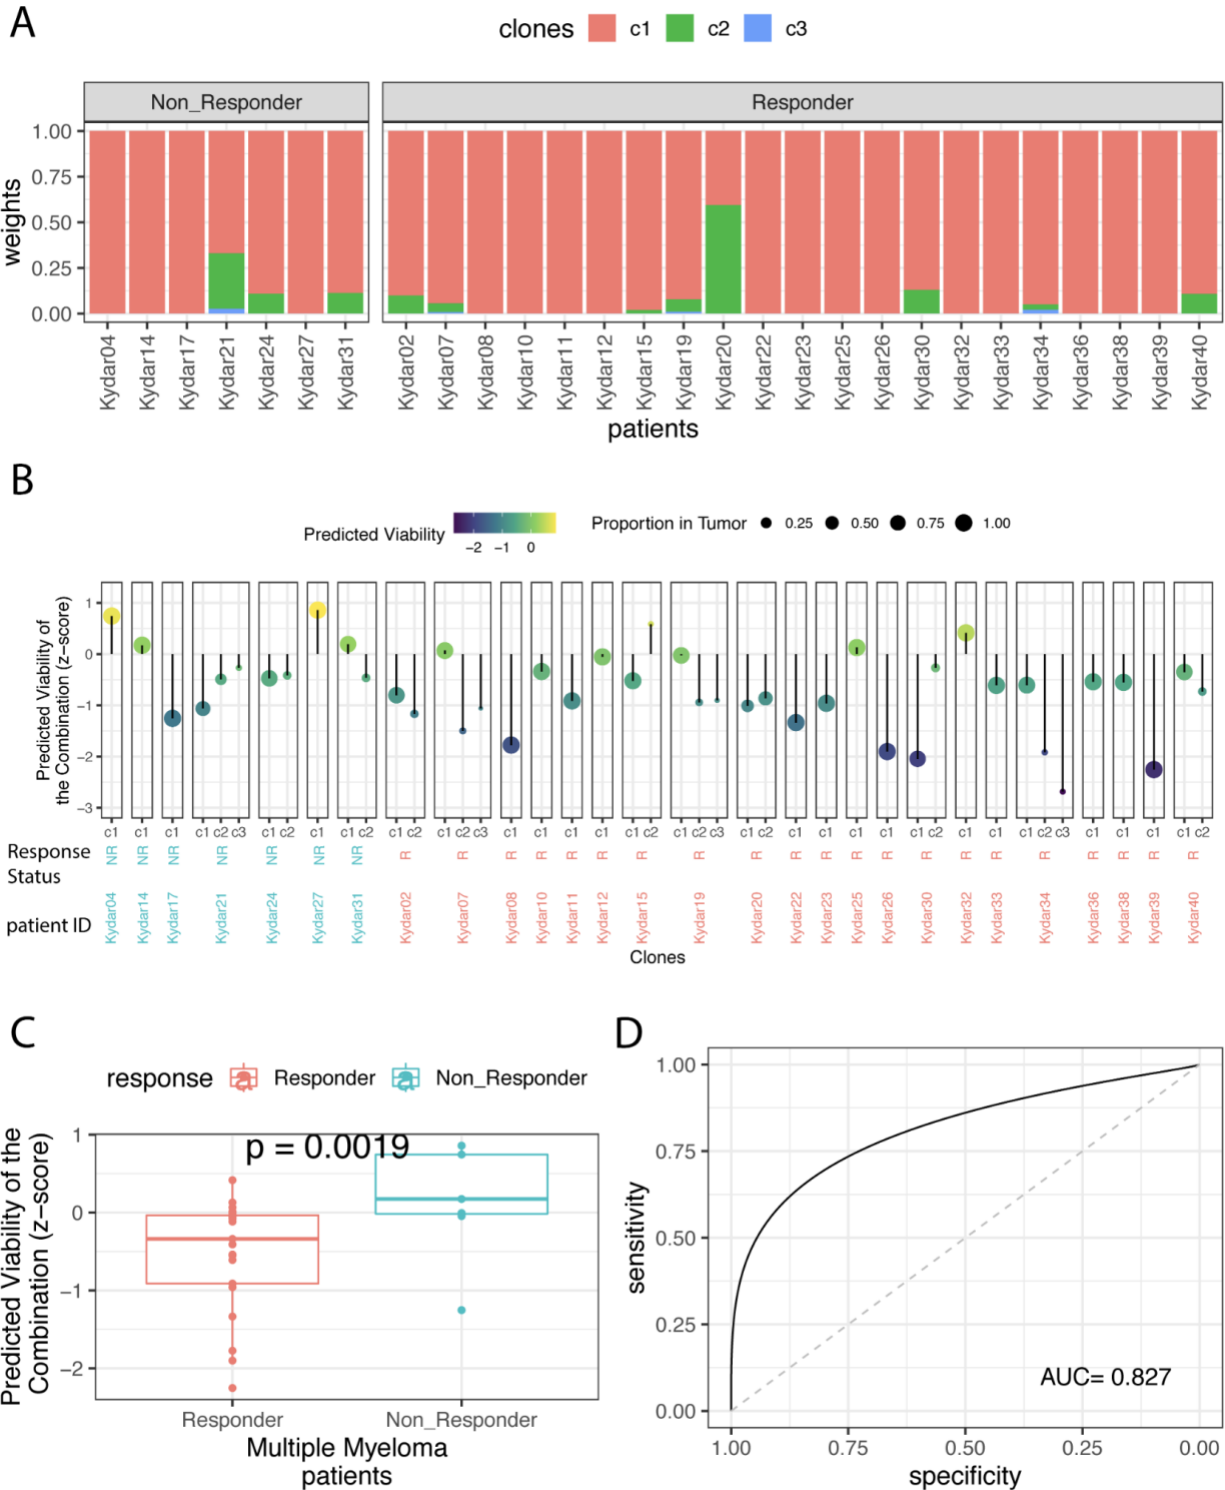 A
clones c1 c2 c3
Non_Responder Responder
1.00
0.75
0.50
0.25
0.00
weights
Kydar04 Kydar14 Kydar17 Kydar21 Kydar24 Kydar27 Kydar31 Kydar02 Kydar07 Kydar08 Kydar10 Kydar11 Kydar12 Kydar15 Kydar19 Kydar20 Kydar22 Kydar23 Kydar25 Kydar26 Kydar30 Kydar32 Kydar33 Kydar34 Kydar36 Kydar38 Kydar39 Kydar40
patients
B
Predicted Viability −2 −1 0 Proportion in Tumor 0.25 0.50 0.75 1.00
Predicted Viability of
the Combination (z−score)
1
0
−1
−2
−3
c1 c1 c1 c1 c2 c3 c1 c2 c1 c1 c2 c1 c2 c1 c2 c3 c1 c1 c1 c1 c1 c2 c1 c2 c3 c1 c2 c1 c1 c1 c1 c1 c2 c1 c1 c1 c2 c3 c1 c1 c1 c1 c2
Response
Status
NR NR NR NR NR NR NR R R R R R R R R R R R R R R R R R R R R R
patient ID
Kydar04 Kydar14 Kydar17 Kydar21 Kydar24 Kydar27 Kydar31 Kydar02 Kydar07 Kydar08 Kydar10 Kydar11 Kydar12 Kydar15 Kydar19 Kydar20 Kydar22 Kydar23 Kydar25 Kydar26 Kydar30 Kydar32 Kydar33 Kydar34 Kydar36 Kydar38 Kydar39 Kydar40
Clones
C
response a Responder a Non_Responder
Predicted Viability of the
Combination (z−score)
1
0
−1
−2
p = 0.0019
Responder Non_Responder
Multiple Myeloma
patients
D
sensitivity
1.00
0.75
0.50
0.25
0.00
AUC= 0.827
1.00 0.75 0.50 0.25 0.00
specificity